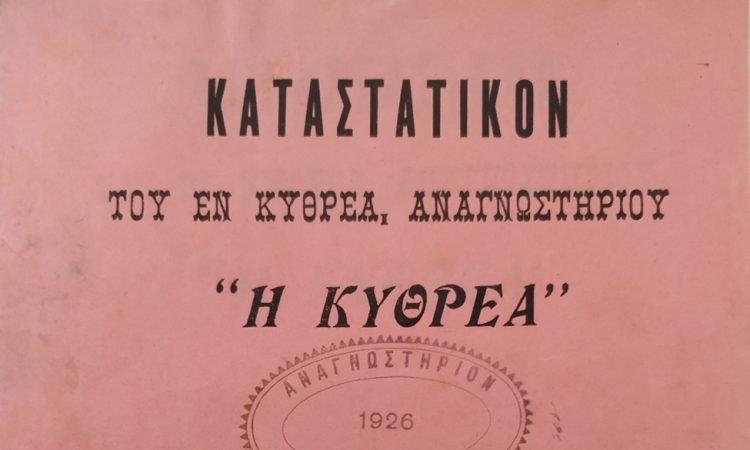 ΚΑΤΑΣΤΑΤΙΚΟΝ
ΤΟΥ ΕΝ ΚΥΘΡΕΑ, ΑΝΑΓΝΩΣΤΗΡΙΟΥ
“Η ΚΥΘΡΕΑ”
ΑΝΑΓΝΩΣΤΗΡΙΟΝ
1926